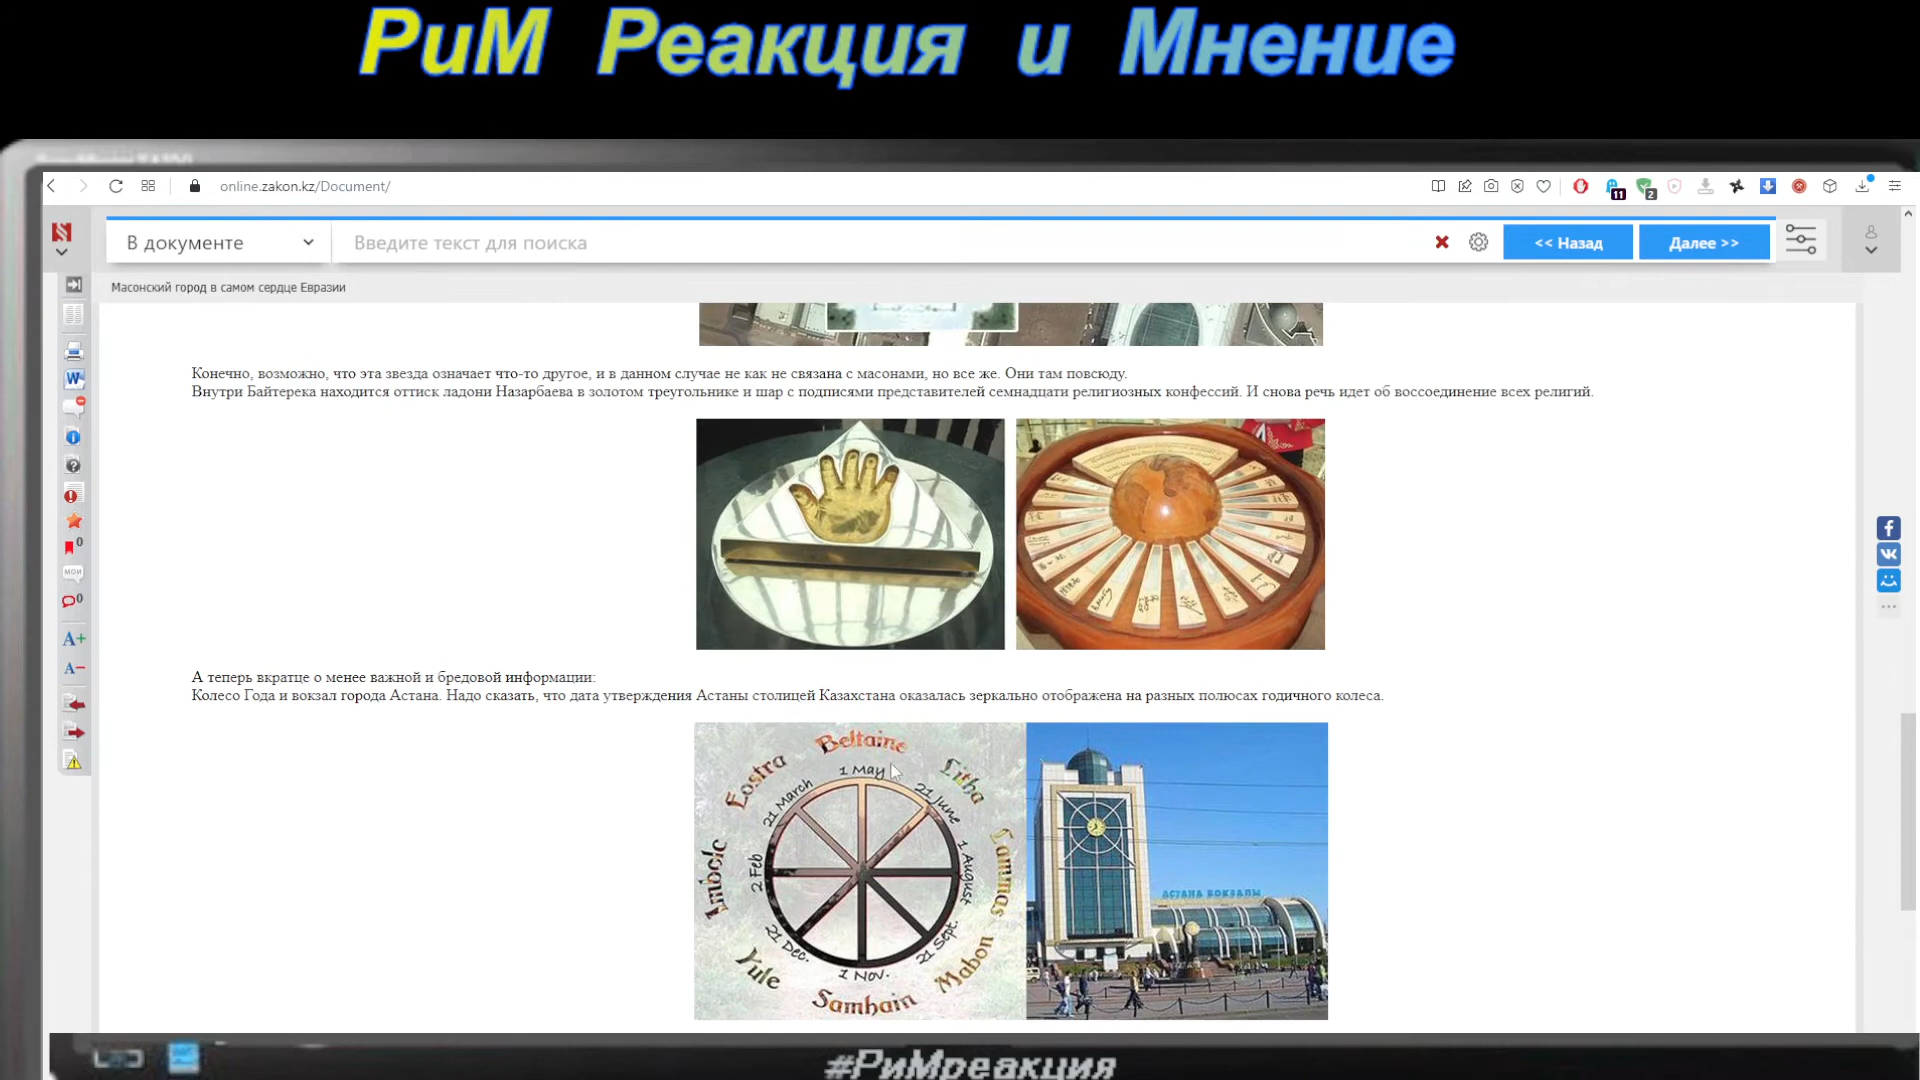 РиМ Реакция и Мнение
online.zakon.kz/Document/
11
2
В документе
Введите текст для поиска
<< Назад
Далее >>
Масонский город в самом сердце Евразии
Конечно, возможно, что эта звезда означает что-то другое, и в данном случае не как не связана с масонами, но все же. Они там повсюду.
Внутри Байтерека находится оттиск ладони Назарбаева в золотом треугольнике и шар с подписями представителей семнадцати религиозных конфессий. И снова речь идет об воссоединение всех религий.
0
мои
0
A+
A−
А теперь вкратце о менее важной и бредовой информации:
Колесо Года и вокзал города Астана. Надо сказать, что дата утверждения Астаны столицей Казахстана оказалась зеркально отображена на разных полюсах годичного колеса.
Beltaine
1 May
Eostra
21 March
Litha
21 June
Imbolc
2 Feb
Lammas
1 August
Yule
21 Dec.
Mabon
21 Sept.
1 Nov.
Samhain
АСТАНА ВОКЗАЛЫ
#РиМреакция